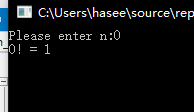 C:\Users\hasee\source\rep
Please enter n:0
0! = 1